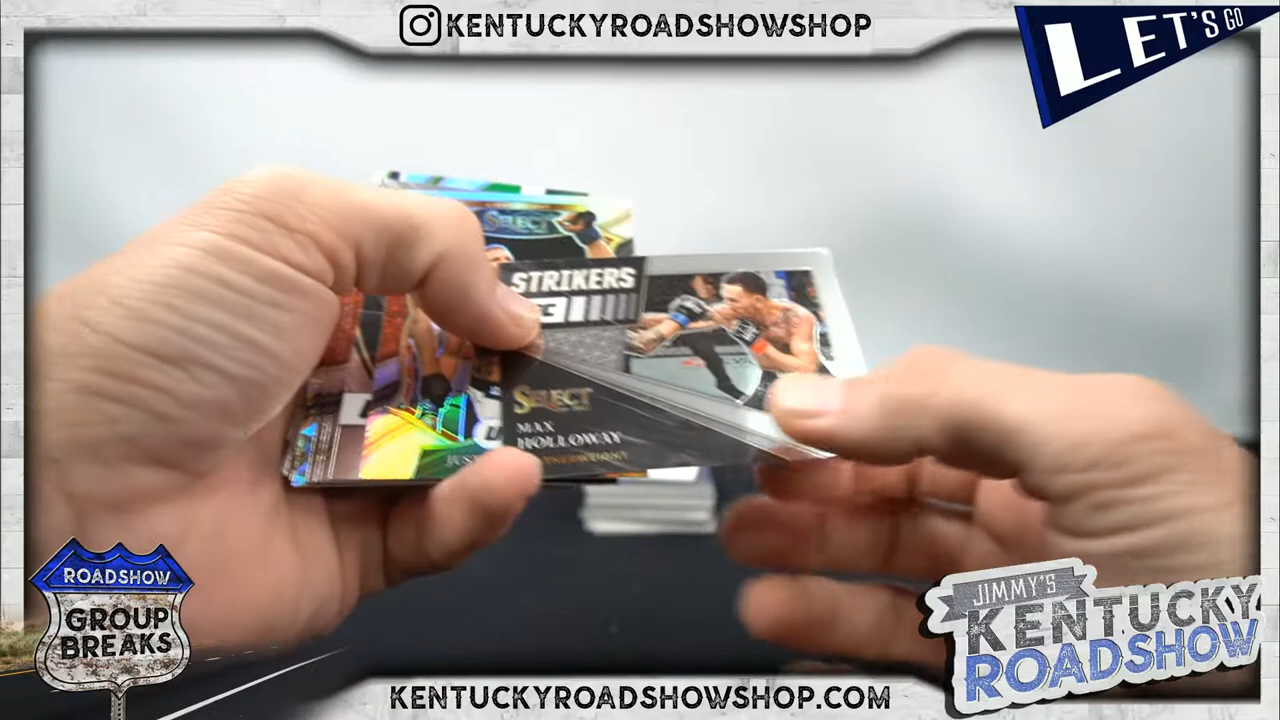 KENTUCKYROADSHOWSHOP
LET'S GO
SELECT
STRIKERS
SELECT
MAX
HOLLOWAY
ROADSHOW
GROUP
BREAKS
JIMMY'S
KENTUCKY
ROADSHOW
KENTUCKYROADSHOWSHOP.COM